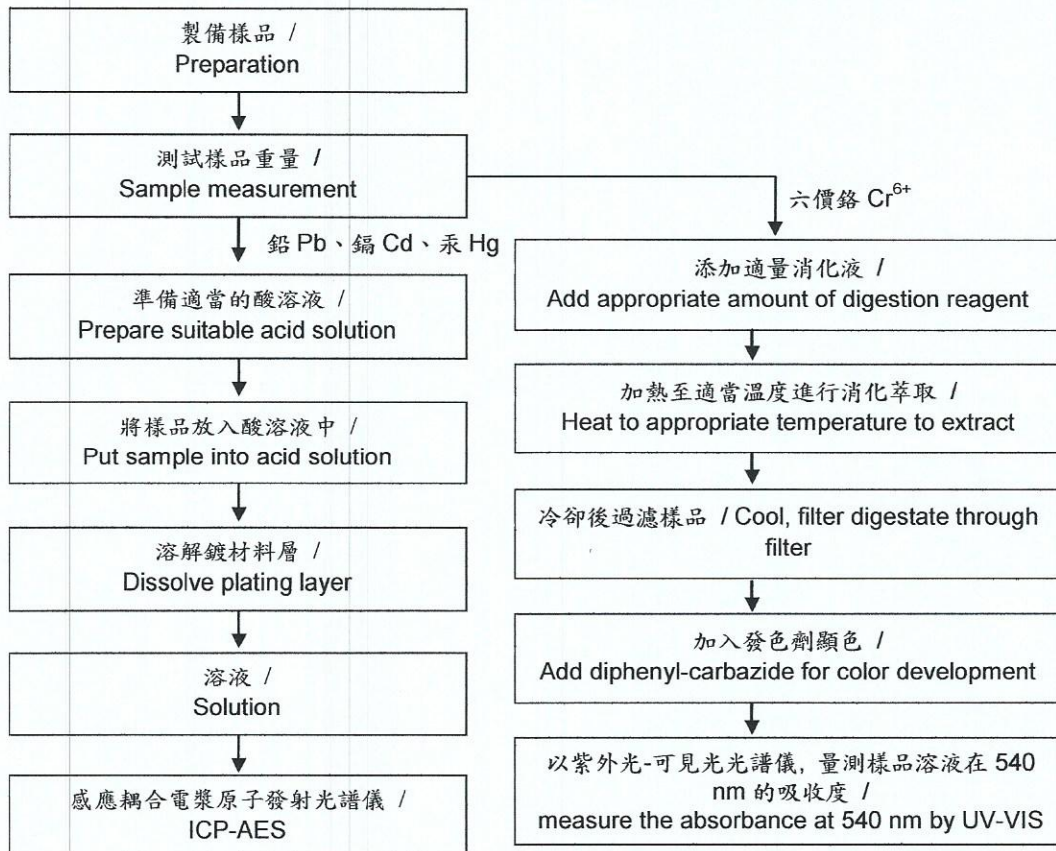 製備樣品 /
Preparation
測試樣品重量 /
Sample measurement
鉛 Pb、鎘 Cd、汞 Hg
準備適當的酸溶液 /
Prepare suitable acid solution
將樣品放入酸溶液中 /
Put sample into acid solution
溶解鍍材料層 /
Dissolve plating layer
溶液 /
Solution
感應耦合電漿原子發射光譜儀 /
ICP-AES
六價鉻 Cr⁶⁺
添加適量消化液 /
Add appropriate amount of digestion reagent
加熱至適當溫度進行消化萃取 /
Heat to appropriate temperature to extract
冷卻後過濾樣品 / Cool, filter digestate through
filter
加入發色劑顯色 /
Add diphenyl-carbazide for color development
以紫外光-可見光光譜儀, 量測樣品溶液在 540
nm 的吸收度 /
measure the absorbance at 540 nm by UV-VIS